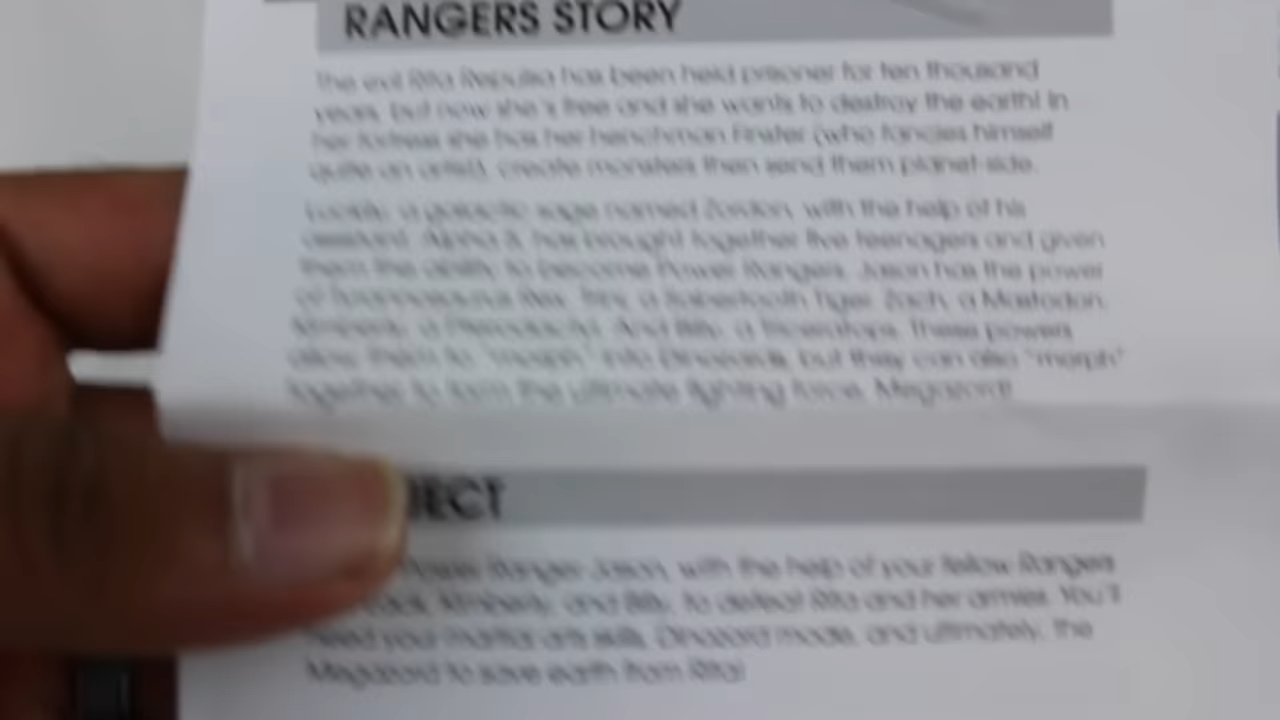 RANGERS STORY
The evil Rita Repulsa has been held prisoner for ten thousand
years, but now she's free and she wants to destroy the earth! In
her fortress she has her henchman Finster (who fancies himself
quite an artist), create monsters then send them planet-side.
Luckily, a galactic sage named Zordon, with the help of his
assistant, Alpha 5, has brought together five teenagers and given
them the ability to become Power Rangers. Jason has the power
of Tyrannosaurus Rex, Trini, a Sabertooth Tiger, Zach, a Mastodon,
Kimberly, a Pterodactyl, And Billy, a Triceratops. These powers
allow them to "morph" into Dinozords, but they can also "morph"
together to form the ultimate fighting force, Megazord!
JECT
Power Ranger Jason, with the help of your fellow Rangers
Zack, Kimberly, and Billy, to defeat Rita and her armies. You'll
need your martial arts skills, Dinozord mode, and ultimately, the
Megazord to save earth from Rita!